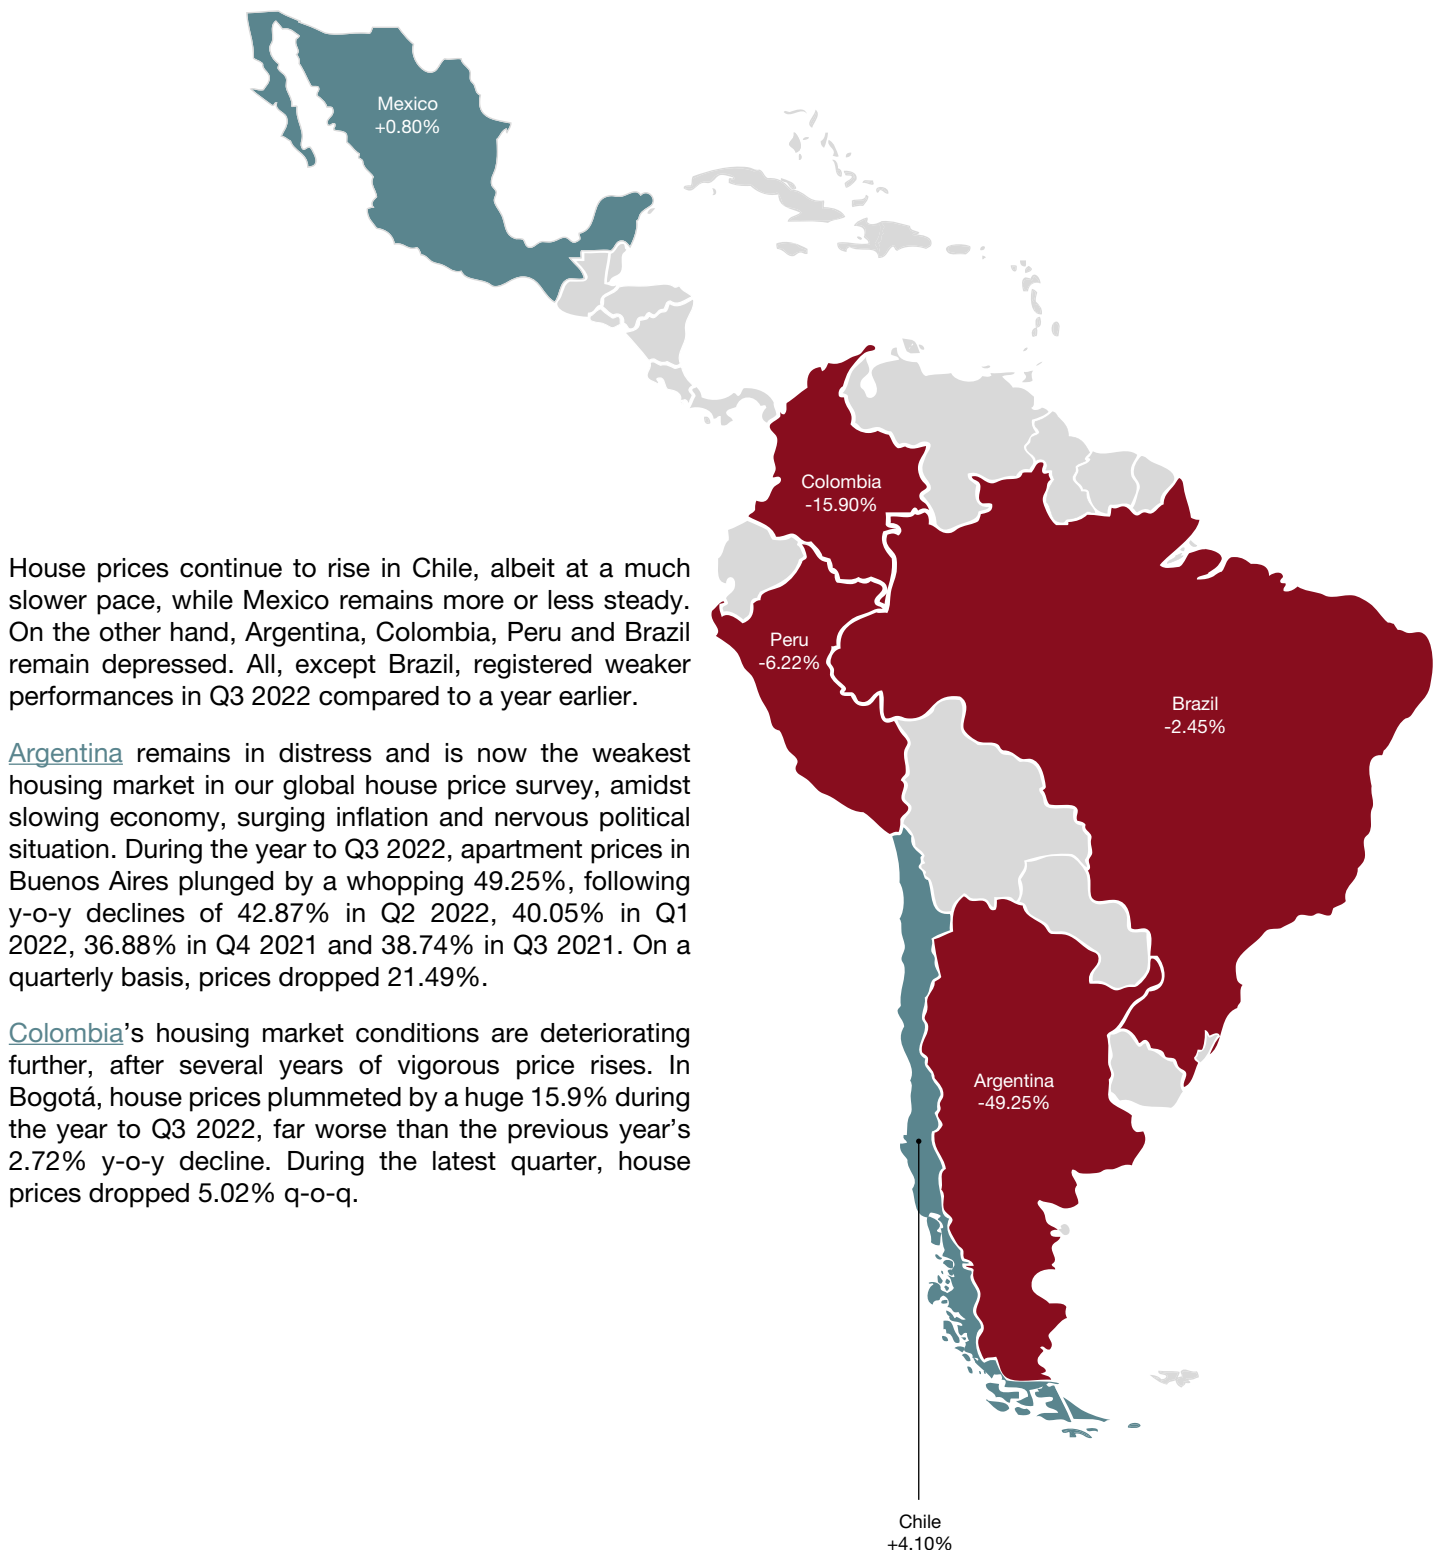 Mexico
+0.80%
Colombia
-15.90%
Peru
-6.22%
Brazil
-2.45%
House prices continue to rise in Chile, albeit at a much
slower pace, while Mexico remains more or less steady.
On the other hand, Argentina, Colombia, Peru and Brazil
remain depressed. All, except Brazil, registered weaker
performances in Q3 2022 compared to a year earlier.
Argentina remains in distress and is now the weakest
housing market in our global house price survey, amidst
slowing economy, surging inflation and nervous political
situation. During the year to Q3 2022, apartment prices in
Buenos Aires plunged by a whopping 49.25%, following
y-o-y declines of 42.87% in Q2 2022, 40.05% in Q1
2022, 36.88% in Q4 2021 and 38.74% in Q3 2021. On a
quarterly basis, prices dropped 21.49%.
Colombia's housing market conditions are deteriorating
further, after several years of vigorous price rises. In
Bogotá, house prices plummeted by a huge 15.9% during
the year to Q3 2022, far worse than the previous year's
2.72% y-o-y decline. During the latest quarter, house
prices dropped 5.02% q-o-q.
Argentina
-49.25%
Chile
+4.10%